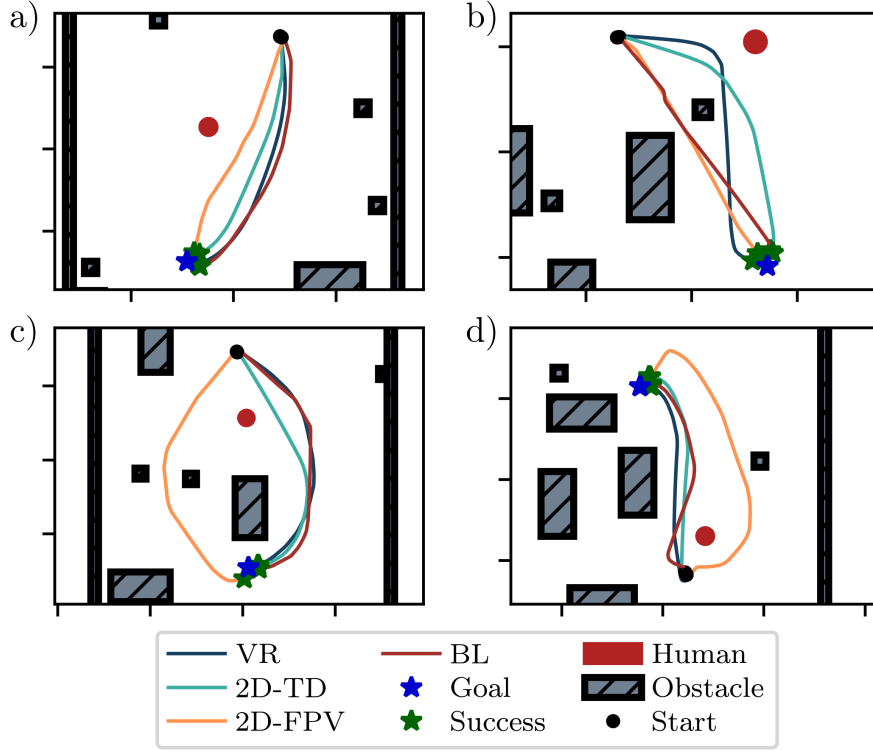 a)
b)
c)
d)
VR
BL
Human
2D-TD
Goal
Obstacle
2D-FPV
Success
Start